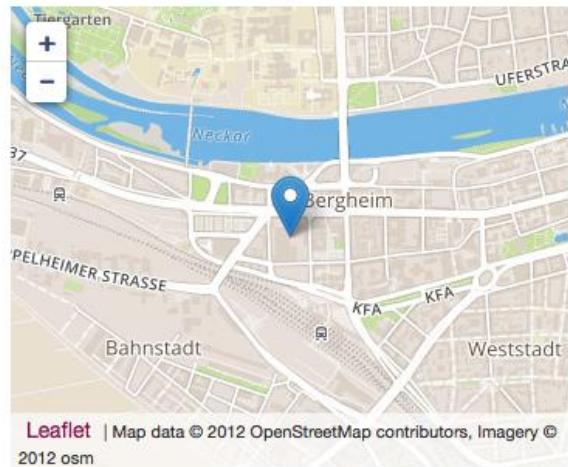 Tiergarten
+
−
UFERSTRA
Neckar
37
Bergheim
PPELHEIMER STRASSE
KFA
KFA
Bahnstadt
Weststadt
Leaflet | Map data © 2012 OpenStreetMap contributors, Imagery ©
2012 osm